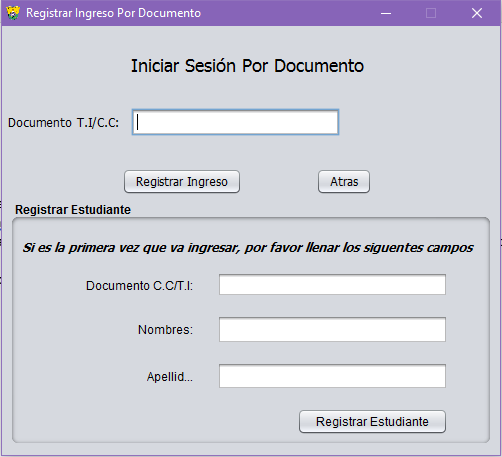 Registrar Ingreso Por Documento
Iniciar Sesión Por Documento
Documento T.I/C.C:
Registrar Ingreso
Atras
Registrar Estudiante
Si es la primera vez que va ingresar, por favor llenar los siguentes campos
Documento C.C/T.I:
Nombres:
Apellid...
Registrar Estudiante